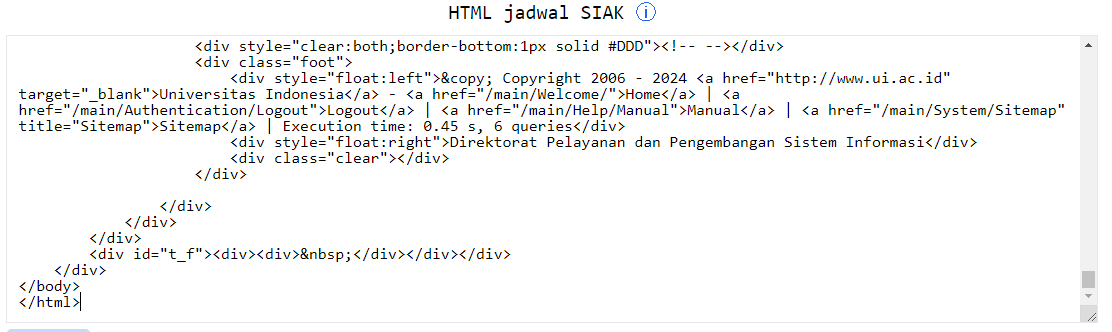 HTML jadwal SIAK
<div style="clear:both;border-bottom:1px solid #DDD"><!-- --></div>
<div class="foot">
<div style="float:left">&copy; Copyright 2006 - 2024 <a href="http://www.ui.ac.id"
target="_blank">Universitas Indonesia</a> - <a href="/main/Welcome/">Home</a> | <a
href="/main/Authentication/Logout">Logout</a> | <a href="/main/Help/Manual">Manual</a> | <a href="/main/System/Sitemap"
title="Sitemap">Sitemap</a> | Execution time: 0.45 s, 6 queries</div>
<div style="float:right">Direktorat Pelayanan dan Pengembangan Sistem Informasi</div>
<div class="clear"></div>
</div>
</div>
</div>
</div>
<div id="t_f"><div><div>&nbsp;</div></div></div>
</div>
</body>
</html>